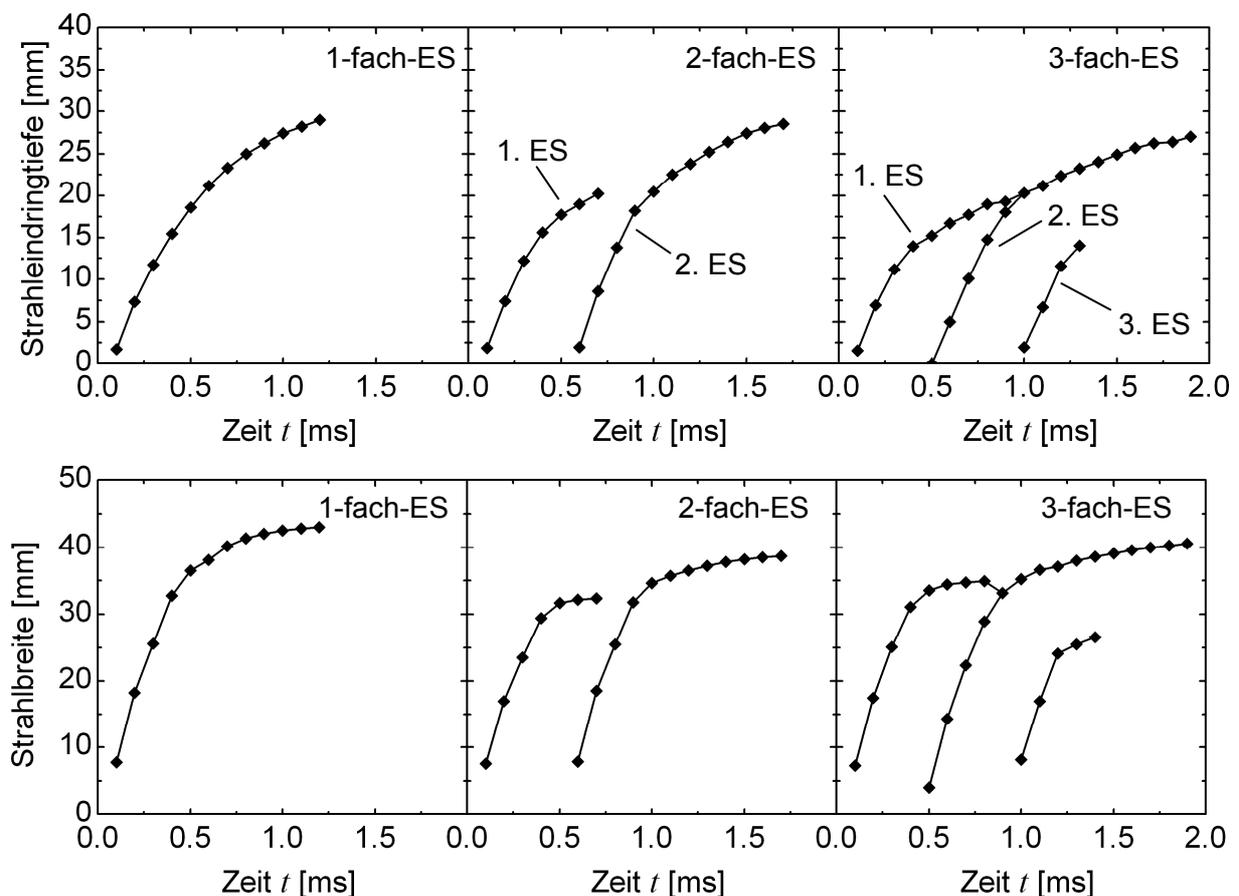 Strahleindringtiefe [mm]
40
35
30
25
20
15
10
5
0
1-fach-ES
2-fach-ES
3-fach-ES
1. ES
2. ES
1. ES
2. ES
3. ES
0.0 0.5 1.0 1.5 0.0 0.5 1.0 1.5 0.0 0.5 1.0 1.5 2.0
Zeit t [ms] Zeit t [ms] Zeit t [ms]
Strahlbreite [mm]
50
40
30
20
10
0
1-fach-ES
2-fach-ES
3-fach-ES
0.0 0.5 1.0 1.5 0.0 0.5 1.0 1.5 0.0 0.5 1.0 1.5 2.0
Zeit t [ms] Zeit t [ms] Zeit t [ms]